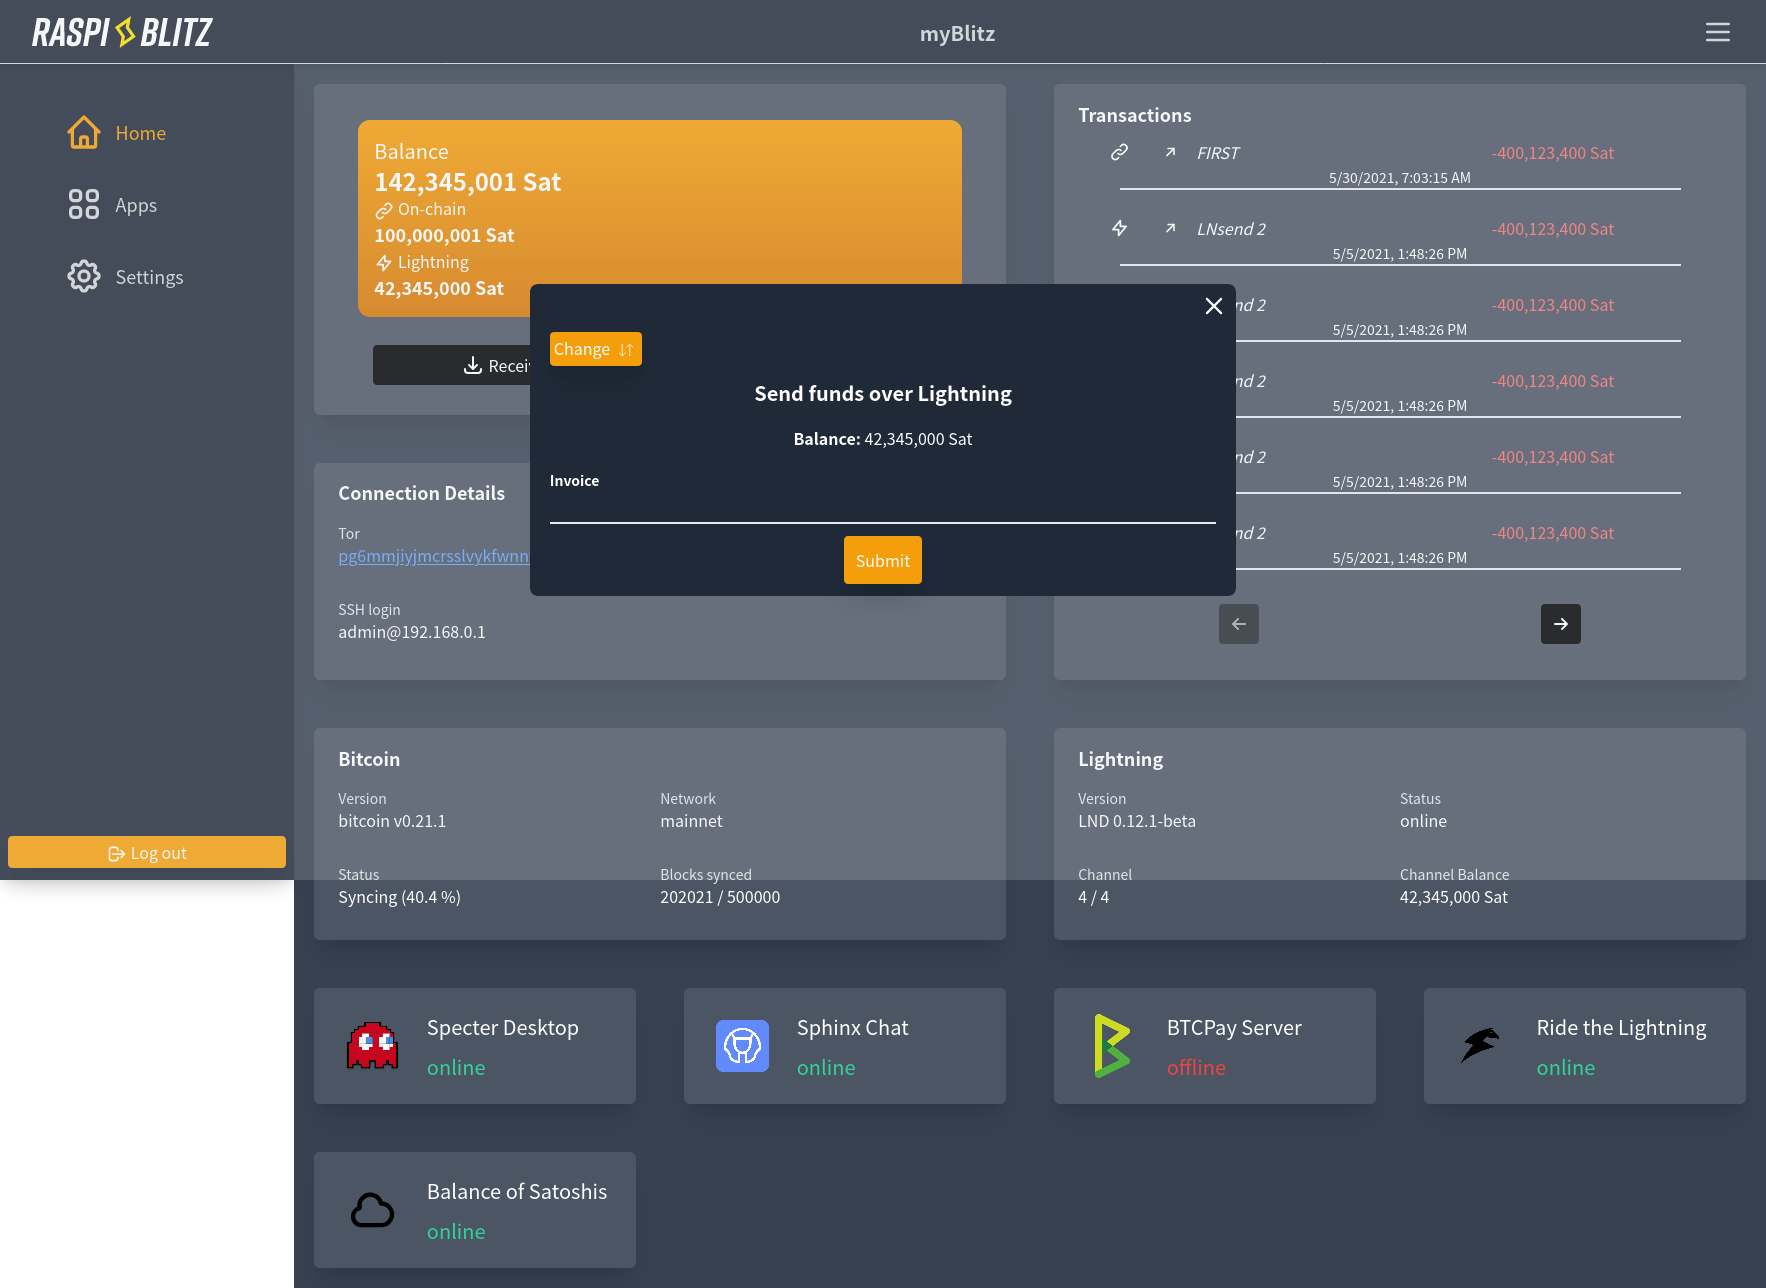 RASPI BLITZ
myBlitz
Home
Apps
Settings
Log out
Balance
142,345,001 Sat
On-chain
100,000,001 Sat
Lightning
42,345,000 Sat
Transactions
FIRST -400,123,400 Sat
5/30/2021, 7:03:15 AM
LNsend 2 -400,123,400 Sat
5/5/2021, 1:48:26 PM
nd 2 -400,123,400 Sat
5/5/2021, 1:48:26 PM
nd 2 -400,123,400 Sat
5/5/2021, 1:48:26 PM
nd 2 -400,123,400 Sat
5/5/2021, 1:48:26 PM
nd 2 -400,123,400 Sat
5/5/2021, 1:48:26 PM
Change
Send funds over Lightning
Balance: 42,345,000 Sat
Invoice
Submit
Connection Details
Tor
pg6mmjiyjmcrsslvykfwnn
SSH login
admin@192.168.0.1
Bitcoin
Version Network
bitcoin v0.21.1 mainnet
Status Blocks synced
Syncing (40.4 %) 202021 / 500000
Lightning
Version Status
LND 0.12.1-beta online
Channel Channel Balance
4 / 4 42,345,000 Sat
Specter Desktop
online
Sphinx Chat
online
BTCPay Server
offline
Ride the Lightning
online
Balance of Satoshis
online